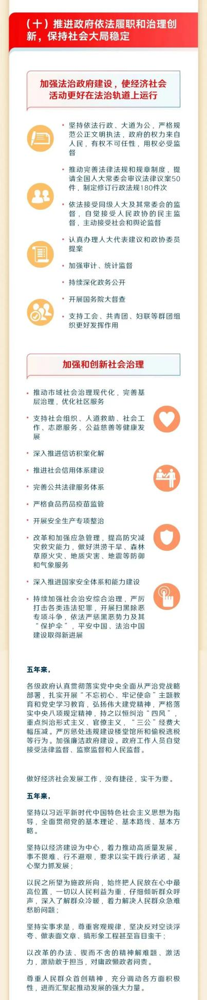 （十）推进政府依法履职和治理创
新，保持社会大局稳定
加强法治政府建设，使经济社会
活动更好在法治轨道上运行
• 坚持依法行政、大道为公，严格规
范公正文明执法，政府的权力来自
人民，有权不可任性，用权必受监
督
• 推动完善法律法规和规章制度，提
请全国人大常委会审议法律议案50
件，制定修订行政法规180件次
• 依法接受同级人大及其常委会的监
督，自觉接受人民政协的民主监
督，主动接受社会和舆论监督
• 认真办理人大代表建议和政协委员
提案
• 加强审计、统计监督
• 持续深化政务公开
• 开展国务院大督查
• 支持工会、共青团、妇联等群团组
织更好发挥作用
加强和创新社会治理
• 推动市域社会治理现代化，完善基
层治理，优化社区服务
• 支持社会组织、人道救助、社会工
作、志愿服务、公益慈善等健康发
展
• 深入推进信访积案化解
• 推进社会信用体系建设
• 完善公共法律服务体系
• 严格食品药品疫苗监管
• 开展安全生产专项整治
• 改革和加强应急管理，提高防灾减
灾救灾能力，做好洪涝干旱、森林
草原火灾、地质灾害、地震等防御
和气象服务
• 深入推进国家安全体系和能力建设
• 持续加强社会治安综合治理，严厉
打击各类违法犯罪，开展扫黑除恶
专项斗争，依法严惩黑恶势力及其
“保护伞”，平安中国、法治中国
建设取得新进展
五年来，
各级政府认真贯彻落实党中央全面从严治党战略
部署，扎实开展“不忘初心、牢记使命”主题教
育和党史学习教育，弘扬伟大建党精神，严格落
实中央八项规定精神，持之以恒纠治“四风”，
重点纠治形式主义、官僚主义，“三公”经费大
幅压减。严厉惩处违规建设楼堂馆所和偷税逃税
等行为。加强廉洁政府建设。政府工作人员自觉
接受法律监督、监察监督和人民监督。
做好经济社会发展工作，没有捷径，实干为要。
五年来，
坚持以习近平新时代中国特色社会主义思想为指
导，全面贯彻党的基本理论、基本路线、基本方
略。
坚持以经济建设为中心，着力推动高质量发展，
事不畏难、行不避艰，要求以实干践行承诺，凝
心聚力抓发展；
以民之所望为施政所向，始终把人民放在心中最
高位置，一切以人民利益为重，仔细倾听群众呼
声，深入了解群众冷暖，着力解决人民群众急难
愁盼问题；
坚持实事求是，尊重客观规律，坚决反对空谈浮
夸、做表面文章、搞形象工程甚至盲目蛮干；
以改革的办法、锲而不舍的精神解难题、激活
力，激励敢于担当，对庸政懒政者问责。
尊重人民群众首创精神，充分调动各方面积极
性，进而汇聚起推动发展的强大力量。